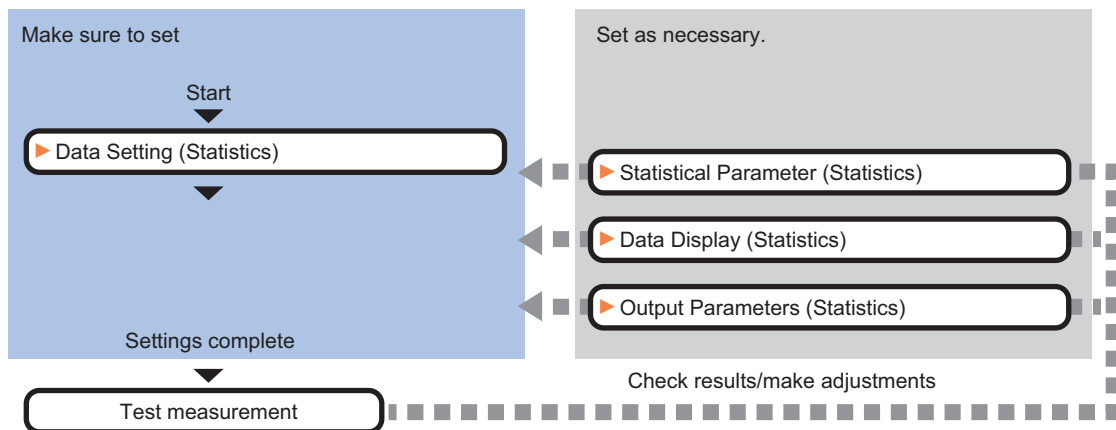 Make sure to set
Start
Data Setting (Statistics)
Settings complete
Test measurement
Set as necessary.
Statistical Parameter (Statistics)
Data Display (Statistics)
Output Parameters (Statistics)
Check results/make adjustments